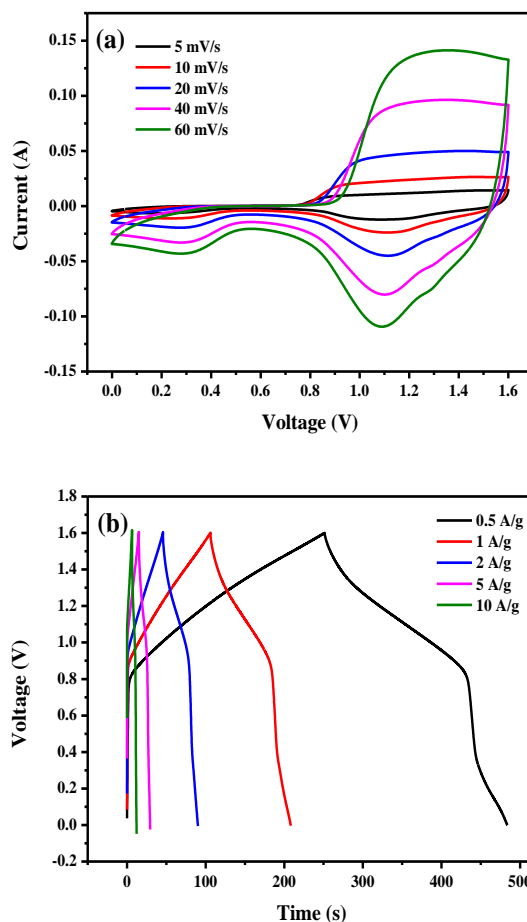 (a)
5 mV/s
10 mV/s
20 mV/s
40 mV/s
60 mV/s
0.15
0.10
0.05
0.00
-0.05
-0.10
-0.15
Current (A)
0.0 0.2 0.4 0.6 0.8 1.0 1.2 1.4 1.6
Voltage (V)
(b)
0.5 A/g
1 A/g
2 A/g
5 A/g
10 A/g
1.8
1.6
1.4
1.2
1.0
0.8
0.6
0.4
0.2
0.0
-0.2
Voltage (V)
0 100 200 300 400 500
Time (s)